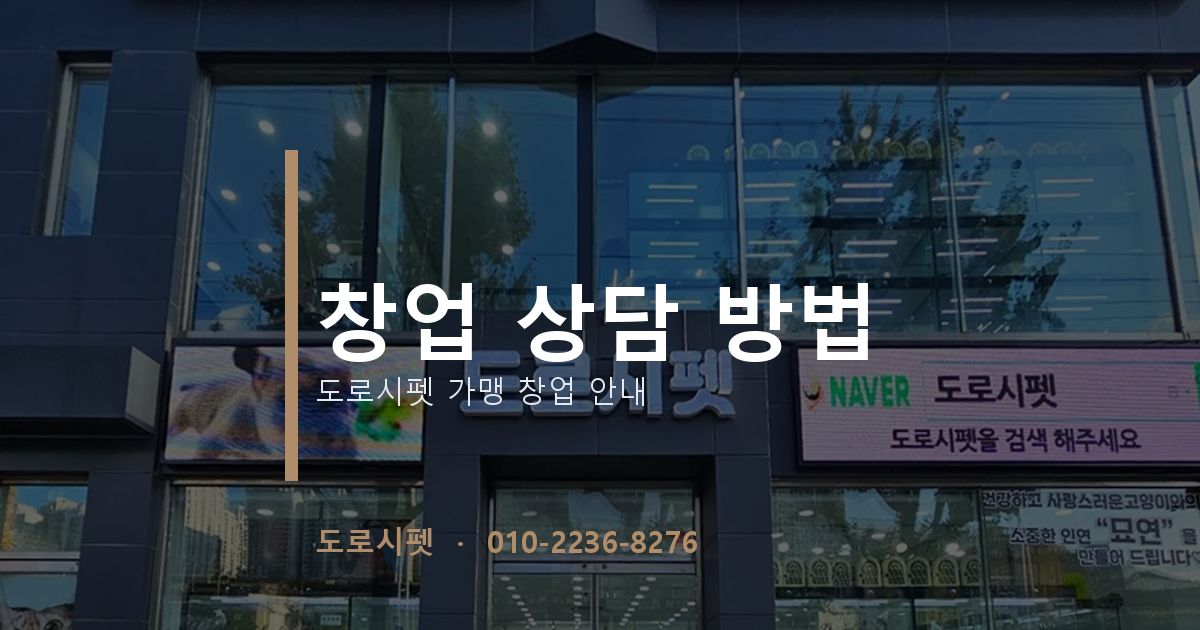 창업 상담 방법
도로시펫 가맹 창업 안내
도로시펫 · 010-2236-8276
도로시펫
NAVER 도로시펫
도로시펫을 검색 해주세요
건강하고 사랑스러운고양이와의
소중한 인연 “묘연” 을
만들어 드립니다